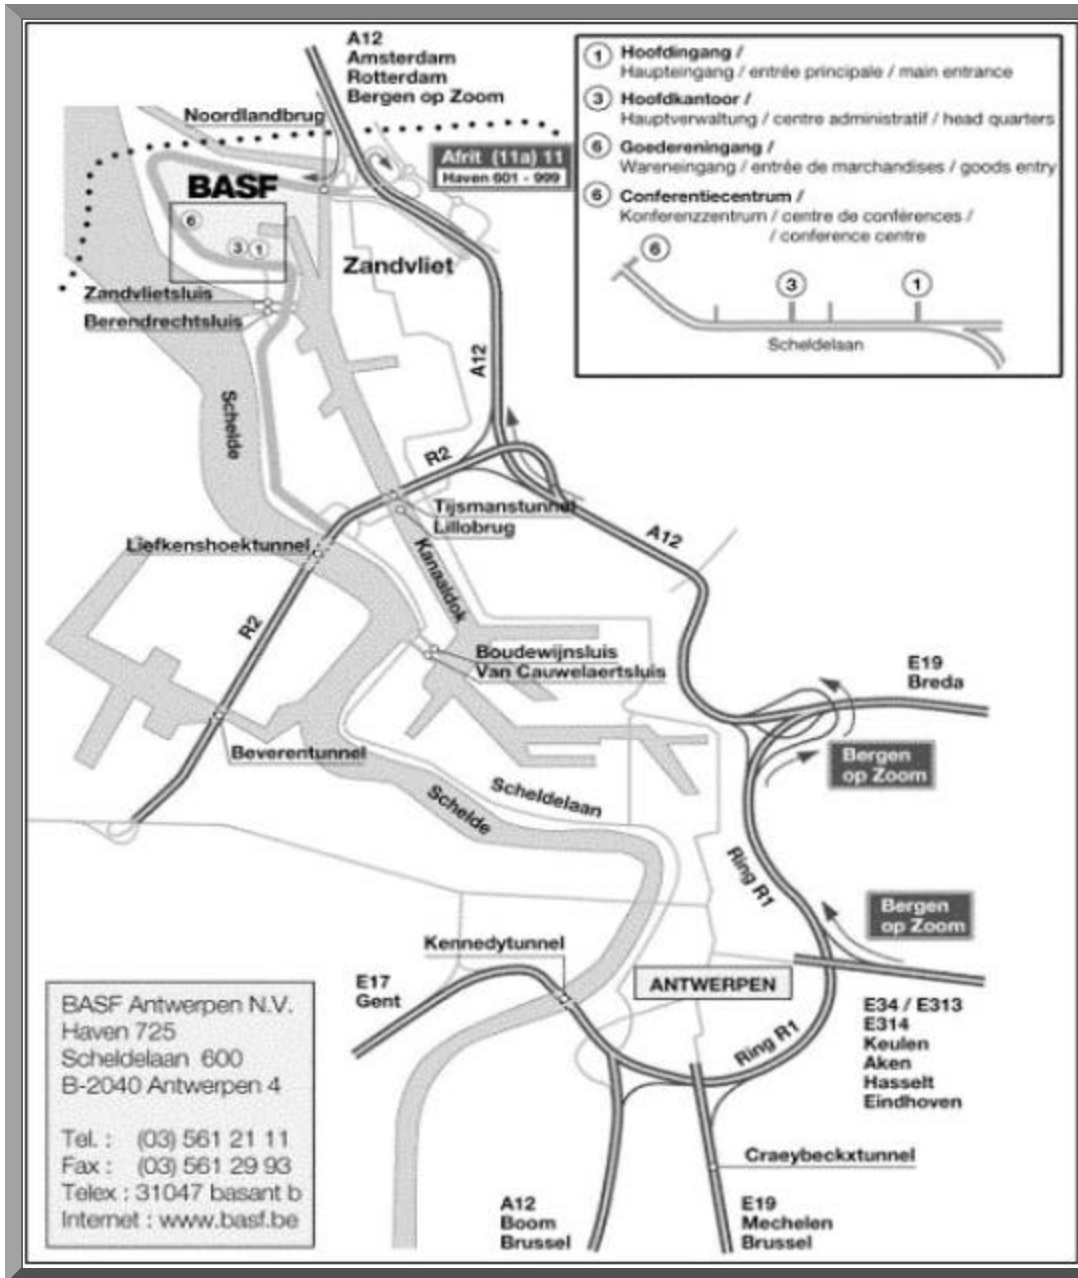 A12
Amsterdam
Rotterdam
Bergen op Zoom
Noordlandbrug
Afrit (11a) 11
Haven 601 - 999
BASF
6
3 1
Zandvliet
Zandvlietsluis
Berendrechtsluis
1 Hoofdingang /
Haupteingang / entrée principale / main entrance
3 Hoofdkantoor /
Hauptverwaltung / centre administratif / head quarters
6 Goedereningang /
Wareneingang / entrée de marchandises / goods entry
6 Conferentiecentrum /
Konferenzzentrum / centre de conférences /
/ conference centre
6
3
1
Scheldelaan
A12
Schelde
R2
Tijsmanstunnel
Lillobrug
A12
Liefkenshoektunnel
Kanaaldok
R2
Boudewijnsluis
Van Cauwelaertsluis
E19
Breda
Beverentunnel
Bergen
op Zoom
Scheldelaan
Schelde
Ring R1
Bergen
op Zoom
Kennedytunnel
E17
Gent
ANTWERPEN
E34 / E313
E314
Keulen
Aken
Hasselt
Eindhoven
Ring R1
BASF Antwerpen N.V.
Haven 725
Scheldelaan 600
B-2040 Antwerpen 4
Tel. : (03) 561 21 11
Fax : (03) 561 29 93
Telex : 31047 basant b
Internet : www.basf.be
Craeybeckxtunnel
A12
Boom
Brussel
E19
Mechelen
Brussel